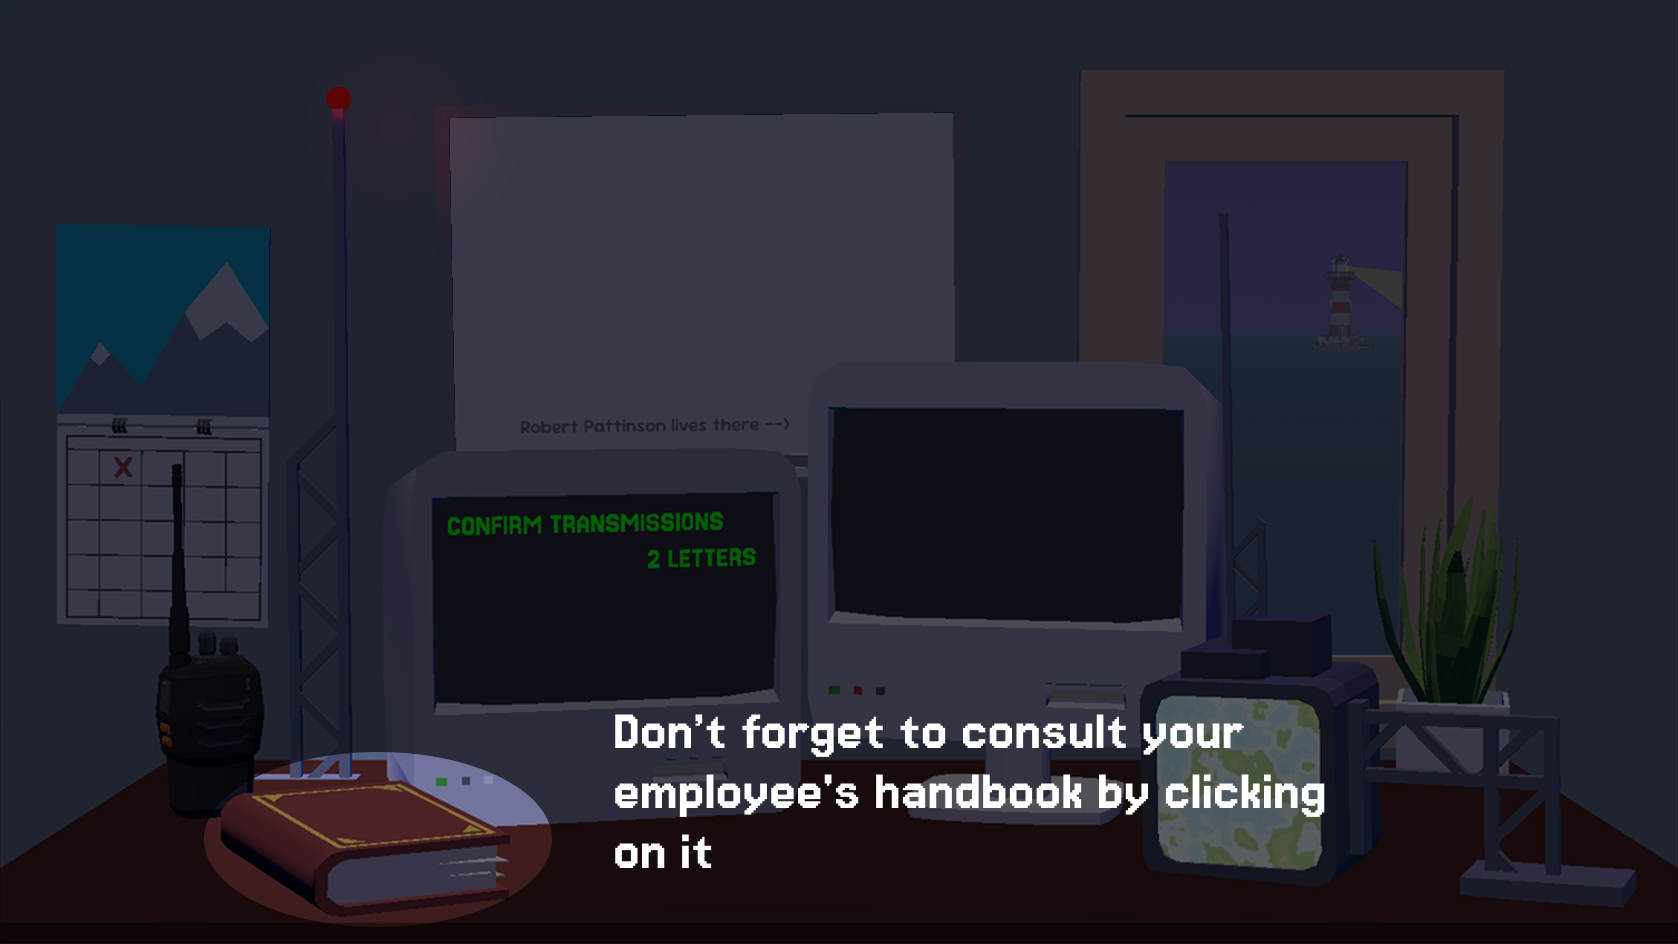 Robert Pattinson lives there -->
X
CONFIRM TRANSMISSIONS
2 LETTERS
Don't forget to consult your
employee's handbook by clicking
on it